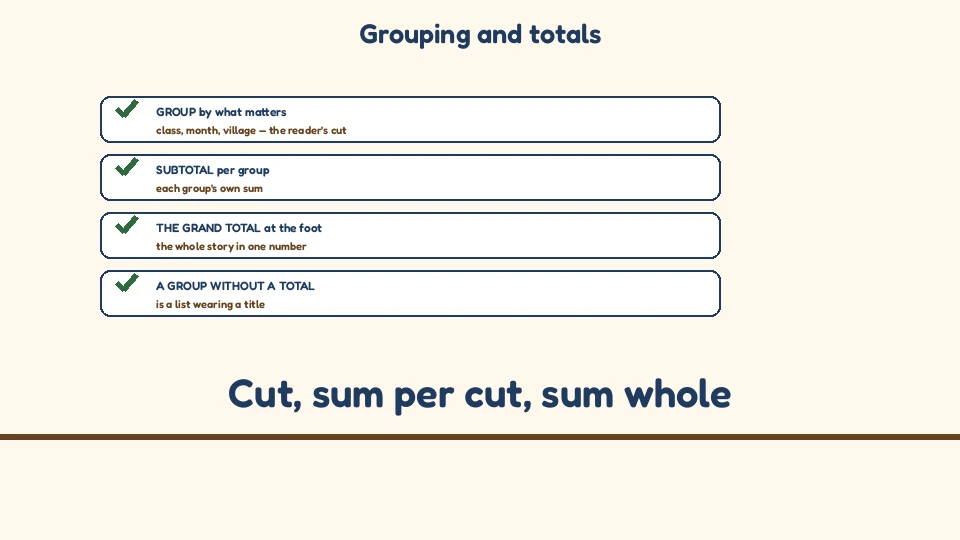 Grouping and totals
GROUP by what matters
class, month, village — the reader's cut
SUBTOTAL per group
each group's own sum
THE GRAND TOTAL at the foot
the whole story in one number
A GROUP WITHOUT A TOTAL
is a list wearing a title
Cut, sum per cut, sum whole